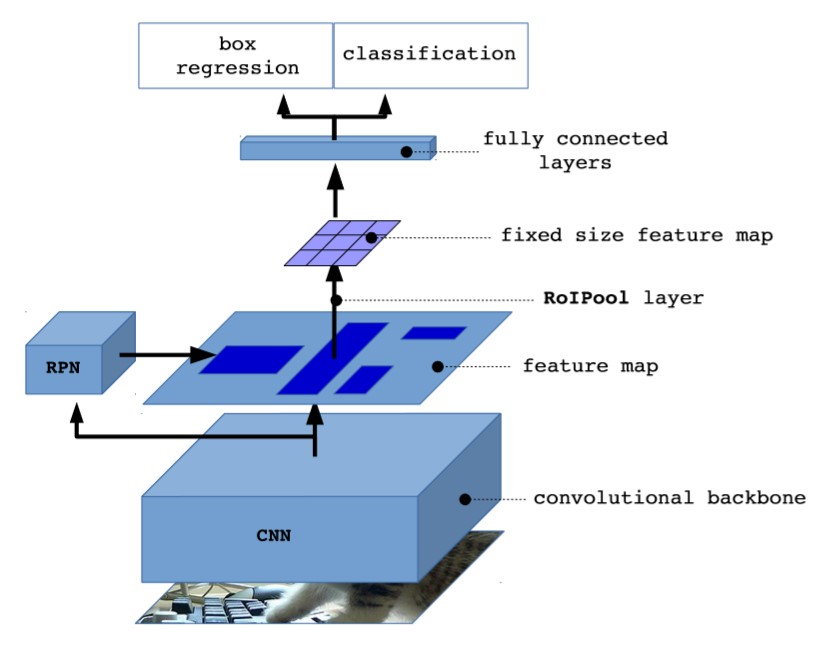 box
regression
classification
fully connected
layers
fixed size feature map
RoIPool layer
RPN
feature map
convolutional backbone
CNN